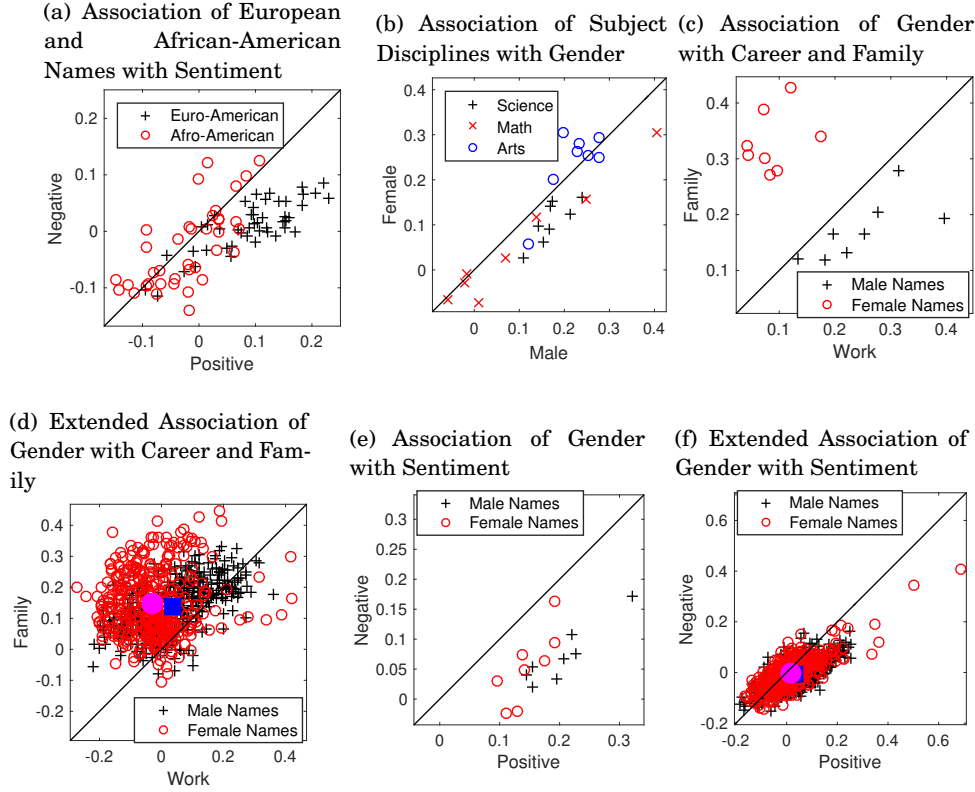 (a) Association of European
and African-American
Names with Sentiment
Euro-American
Afro-American
0.2
0.1
0
-0.1
Negative
-0.1 0 0.1 0.2
Positive
(b) Association of Subject
Disciplines with Gender
Science
Math
Arts
0.4
0.3
0.2
0.1
0
Female
0 0.1 0.2 0.3 0.4
Male
(c) Association of Gender
with Career and Family
0.4
0.3
0.2
0.1
Family
Male Names
Female Names
0.1 0.2 0.3 0.4
Work
(d) Extended Association of
Gender with Career and Fam-
ily
0.4
0.3
0.2
0.1
0
-0.1
-0.2
Family
Male Names
Female Names
-0.2 0 0.2 0.4
Work
(e) Association of Gender
with Sentiment
Male Names
Female Names
0.3
0.25
0.2
0.15
0.1
0.05
0
Negative
0 0.1 0.2 0.3
Positive
(f) Extended Association of
Gender with Sentiment
Male Names
Female Names
0.6
0.4
0.2
0
-0.2
Negative
-0.2 0 0.2 0.4 0.6
Positive